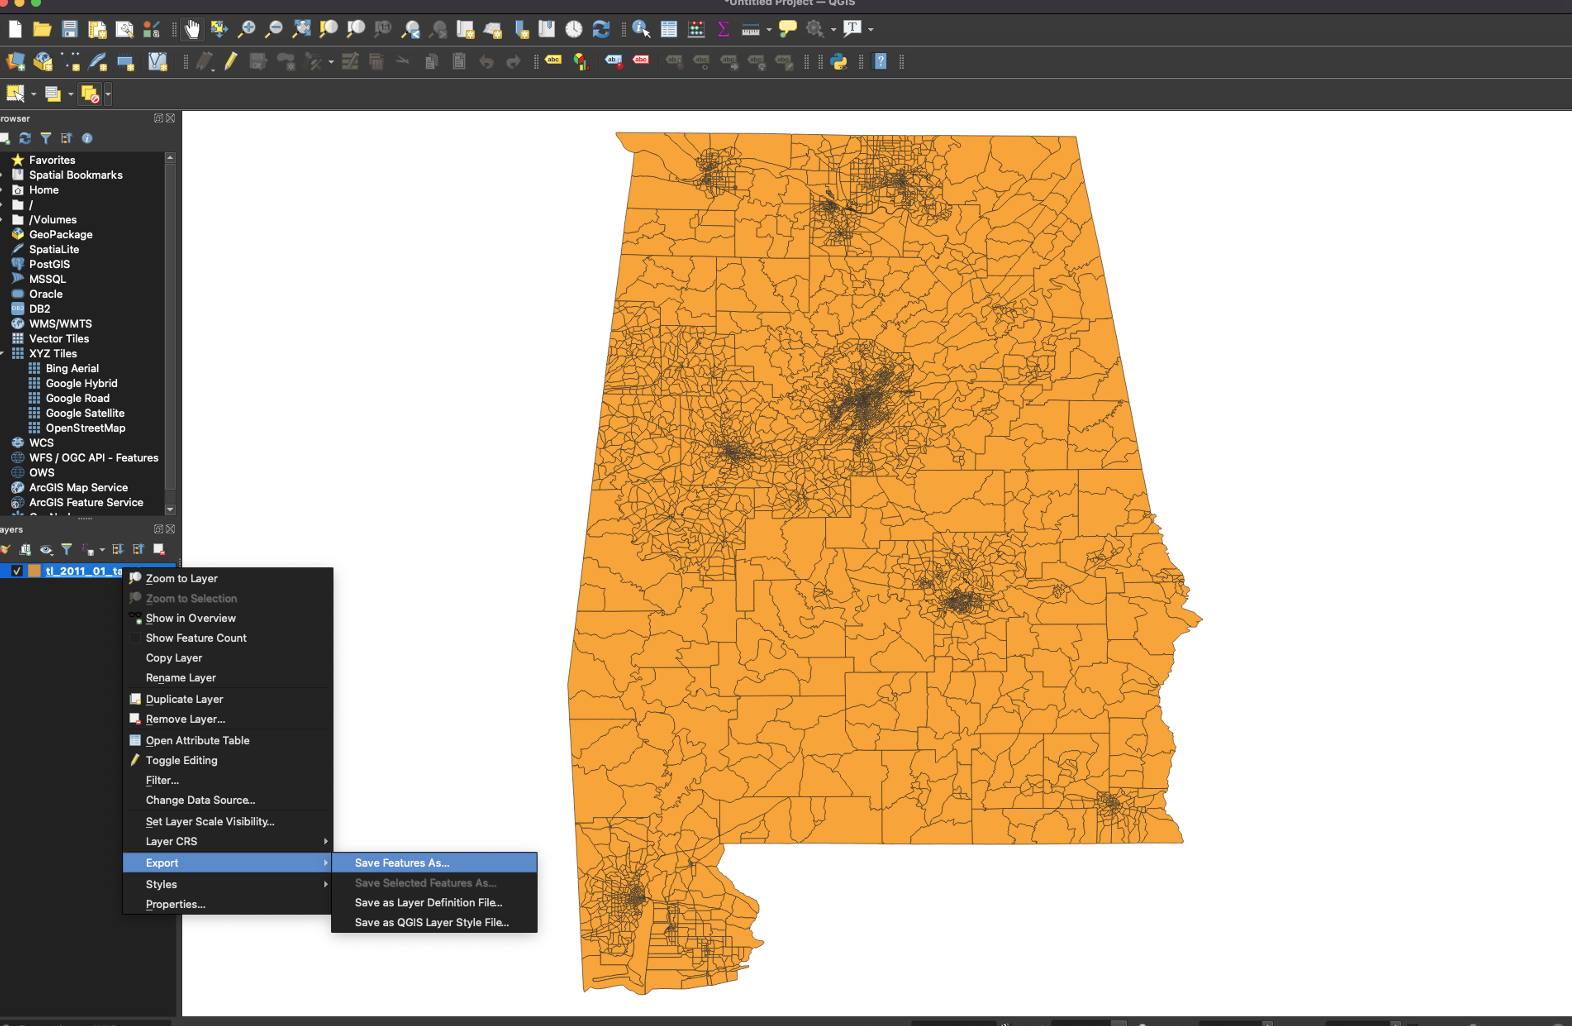 *Untitled Project — QGIS
Browser
Favorites
Spatial Bookmarks
Home
/
/Volumes
GeoPackage
SpatiaLite
PostGIS
MSSQL
Oracle
DB2
WMS/WMTS
Vector Tiles
XYZ Tiles
Bing Aerial
Google Hybrid
Google Road
Google Satellite
OpenStreetMap
WCS
WFS / OGC API - Features
OWS
ArcGIS Map Service
ArcGIS Feature Service
ayers
tl_2011_01_ta
Zoom to Layer
Zoom to Selection
Show in Overview
Show Feature Count
Copy Layer
Rename Layer
Duplicate Layer
Remove Layer...
Open Attribute Table
Toggle Editing
Filter...
Change Data Source...
Set Layer Scale Visibility...
Layer CRS
Export
Styles
Properties...
Save Features As...
Save Selected Features As...
Save as Layer Definition File...
Save as QGIS Layer Style File...